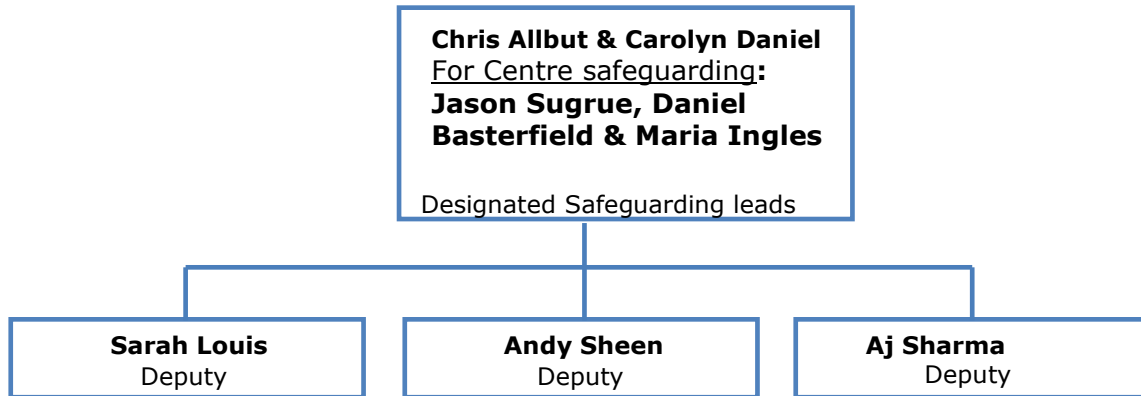 Chris Allbut & Carolyn Daniel
For Centre safeguarding:
Jason Sugrue, Daniel
Basterfield & Maria Ingles
Designated Safeguarding leads
Sarah Louis
Deputy
Andy Sheen
Deputy
Aj Sharma
Deputy